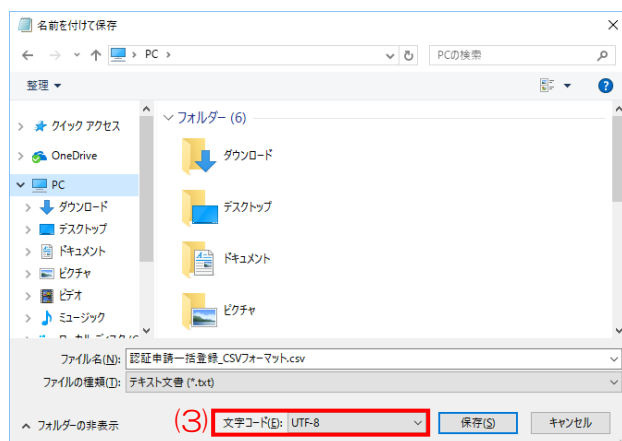 名前を付けて保存
PC
PCの検索
整理
フォルダー (6)
クイック アクセス
ダウンロード
OneDrive
PC
ダウンロード
デスクトップ
デスクトップ
ドキュメント
ドキュメント
ピクチャ
ビデオ
ピクチャ
ミュージック
ファイル名(N): 認証申請一括登録_CSVフォーマット.csv
ファイルの種類(T): テキスト文書 (*.txt)
フォルダーの非表示
(3) 文字コード(E): UTF-8
保存(S)
キャンセル